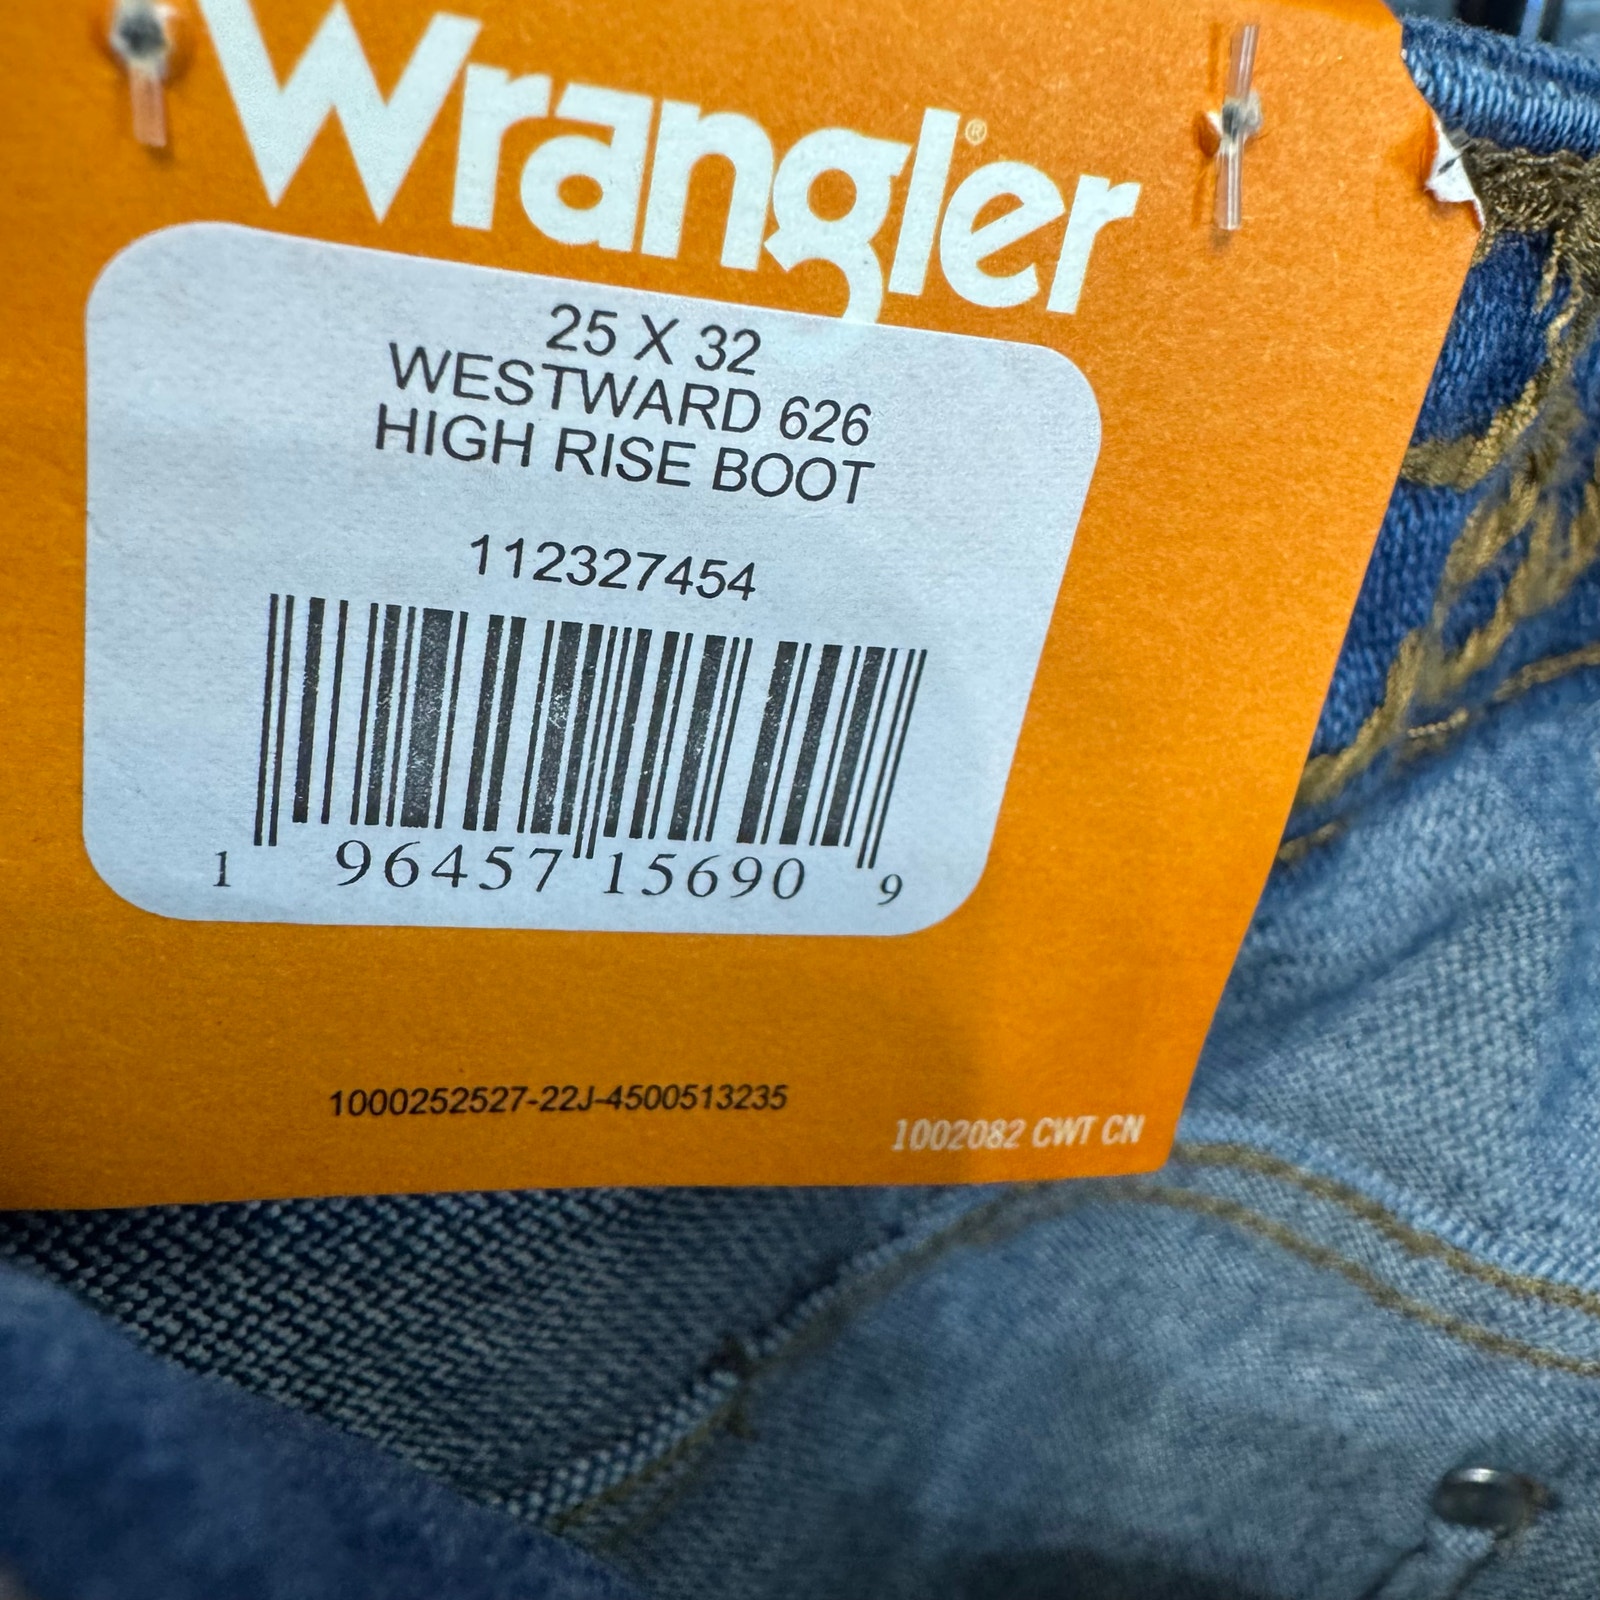 Wrangler®
25 X 32
WESTWARD 626
HIGH RISE BOOT
112327454
1 96457 15690 9
1000252527-22J-4500513235
1002082 CWT CN